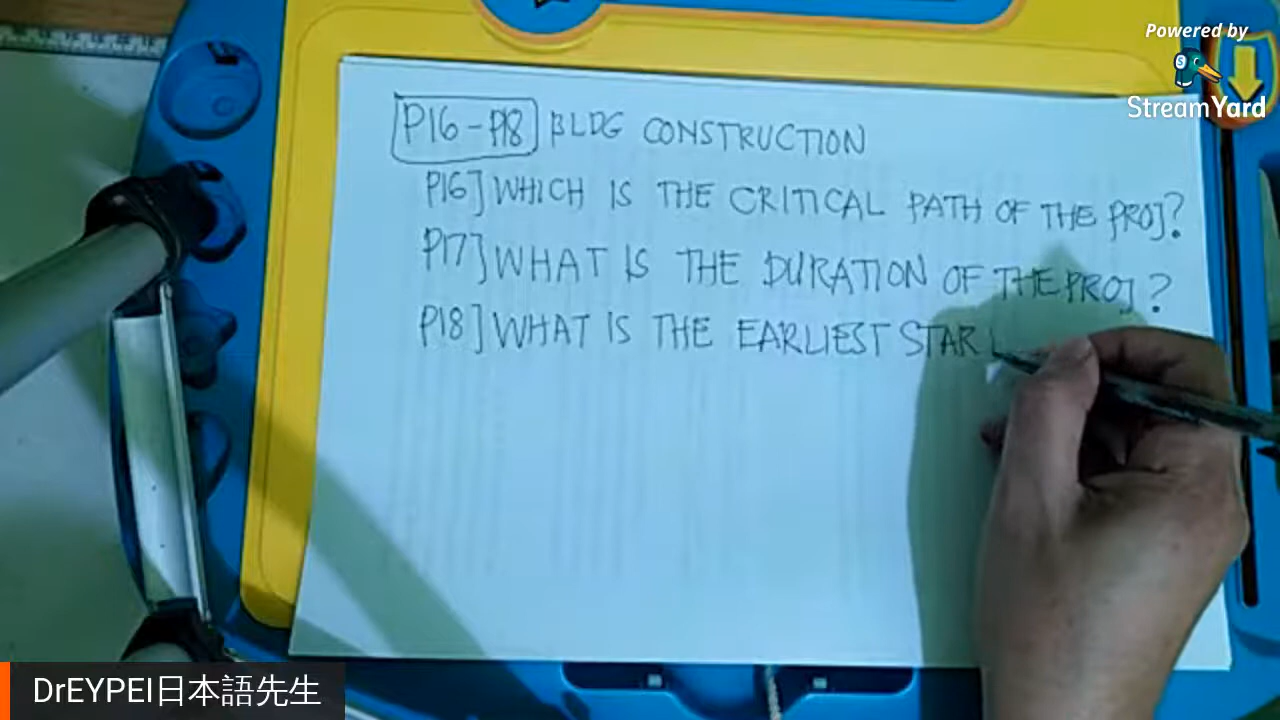 Powered by
StreamYard
P16-P18 BLDG CONSTRUCTION
P16] WHICH IS THE CRITICAL PATH OF THE PROJ?
P17] WHAT IS THE DURATION OF THE PROJ?
P18] WHAT IS THE EARLIEST STAR
DrEYPEI日本語先生